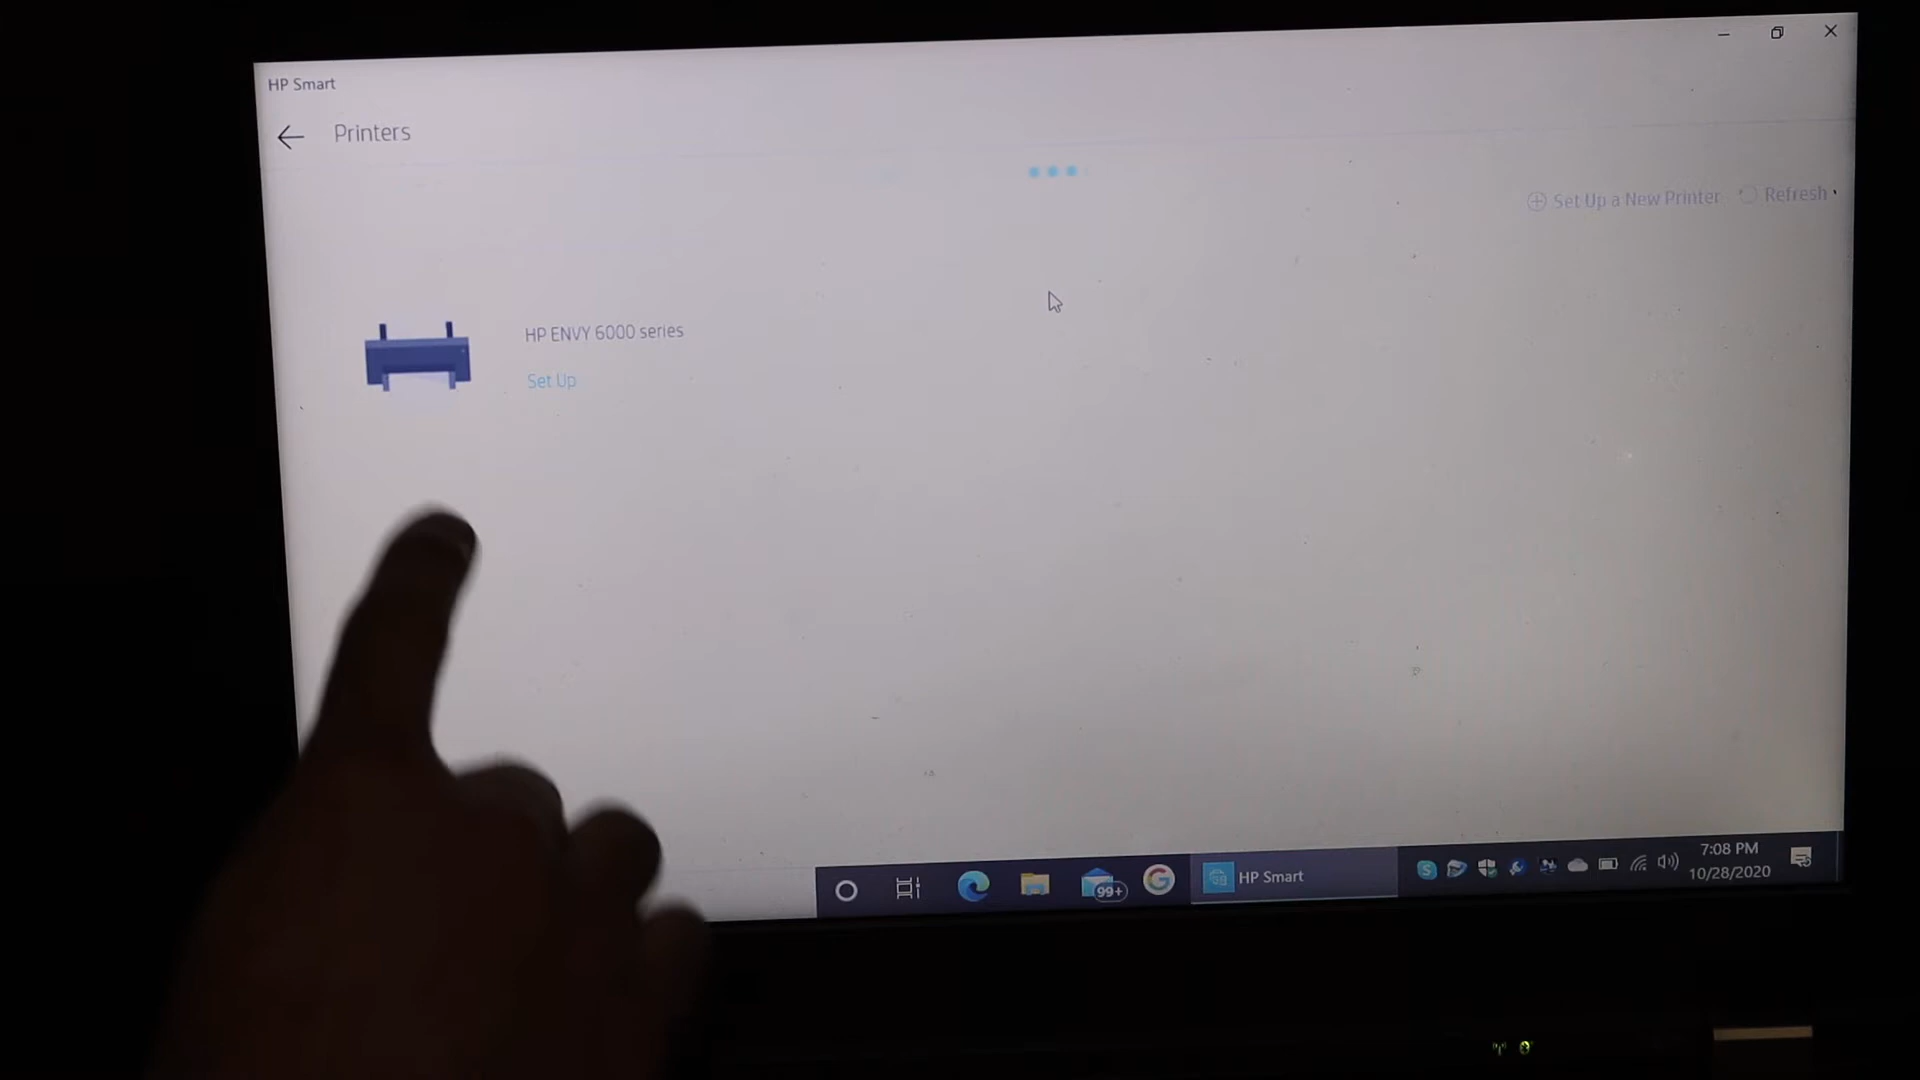 HP Smart
Printers
Set Up a New Printer
Refresh
HP ENVY 6000 series
Set Up
99+
HP Smart
7:08 PM
10/28/2020